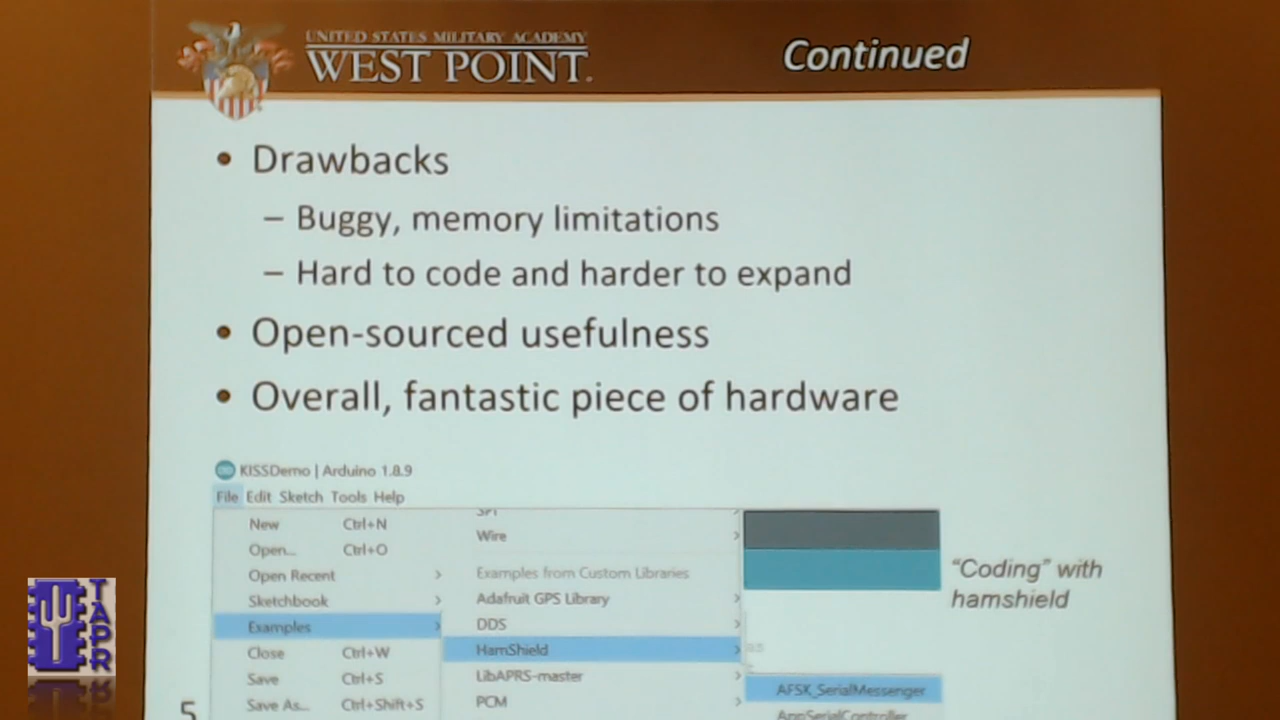 UNITED STATES MILITARY ACADEMY
WEST POINT.
Continued
• Drawbacks
– Buggy, memory limitations
– Hard to code and harder to expand
• Open-sourced usefulness
• Overall, fantastic piece of hardware
KISSDemo | Arduino 1.8.9
File Edit Sketch Tools Help
New Ctrl+N
Open... Ctrl+O
Open Recent
Sketchbook
Examples
Close Ctrl+W
Save Ctrl+S
Save As... Ctrl+Shift+S
SPI
Wire
Examples from Custom Libraries
Adafruit GPS Library
DDS
HamShield
LibAPRS-master
PCM
AFSK_SerialMessenger
AppSerialController
"Coding" with
hamshield
5
TAPR